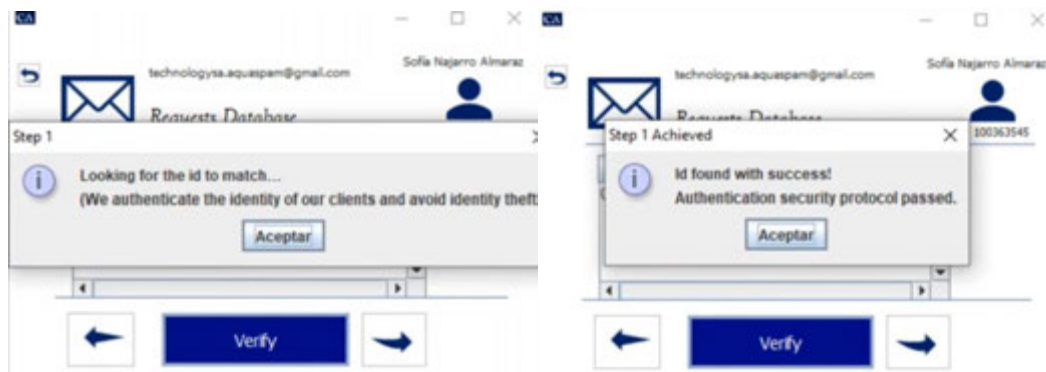 CA
Sofía Najarro Almaraz
technologysa.aquaspam@gmail.com
Requests Database
Step 1
Looking for the id to match...
(We authenticate the identity of our clients and avoid identity theft
Aceptar
Verify
CA
Sofía Najarro Almaraz
technologysa.aquaspam@gmail.com
Requests Database
Step 1 Achieved
100363545
Id found with success!
Authentication security protocol passed.
Aceptar
Verify